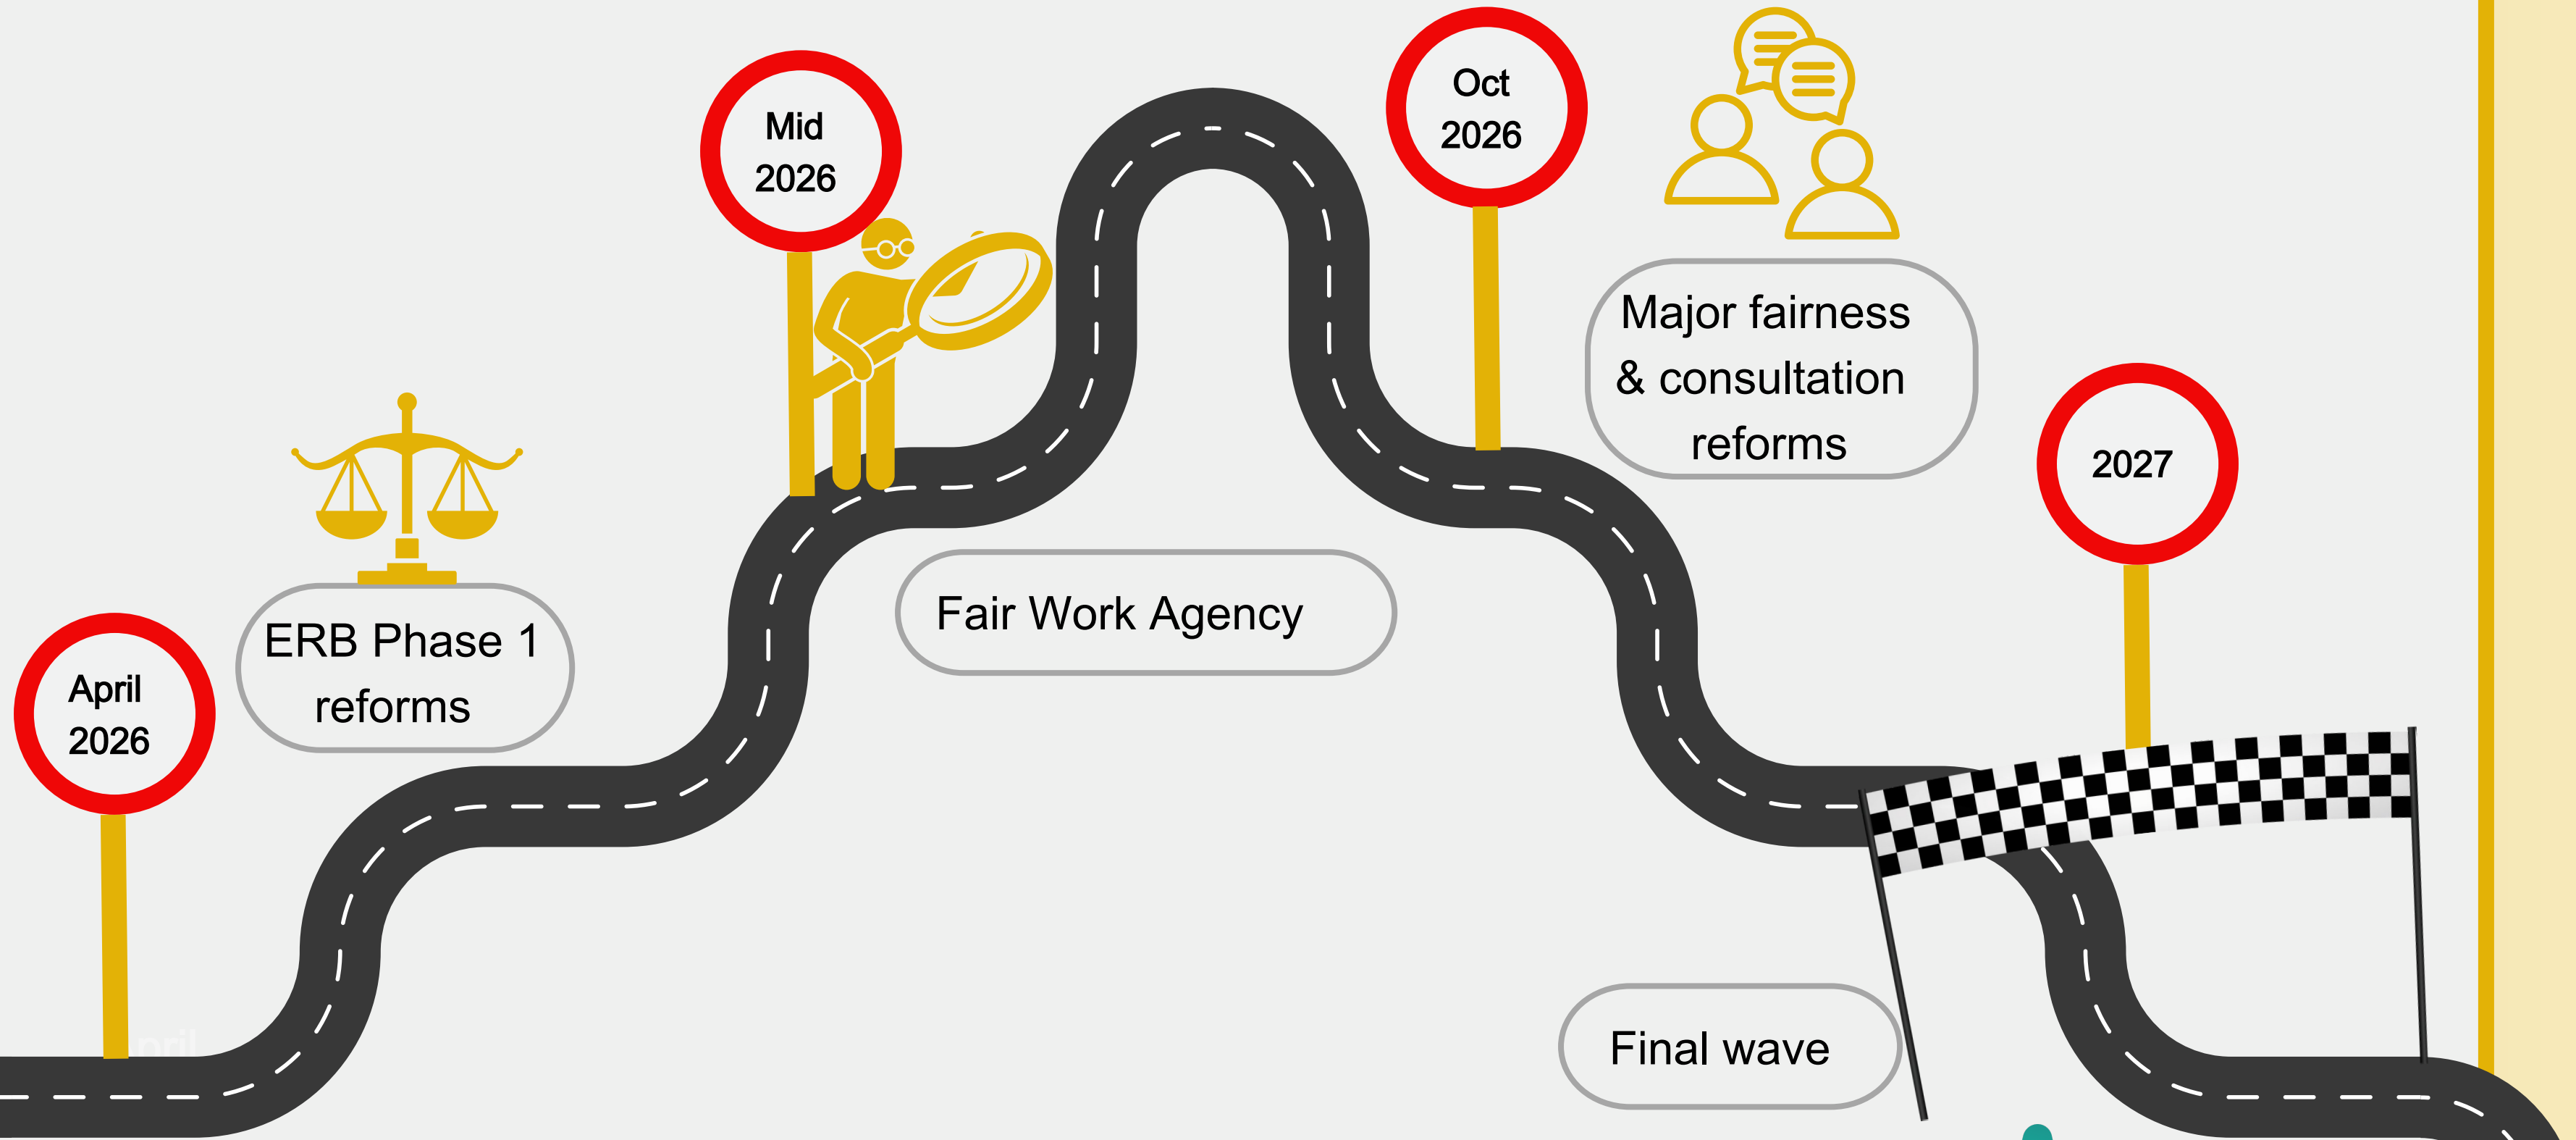 April
2026
ERB Phase 1
reforms
Mid
2026
Fair Work Agency
Oct
2026
Major fairness
& consultation
reforms
2027
Final wave
pril